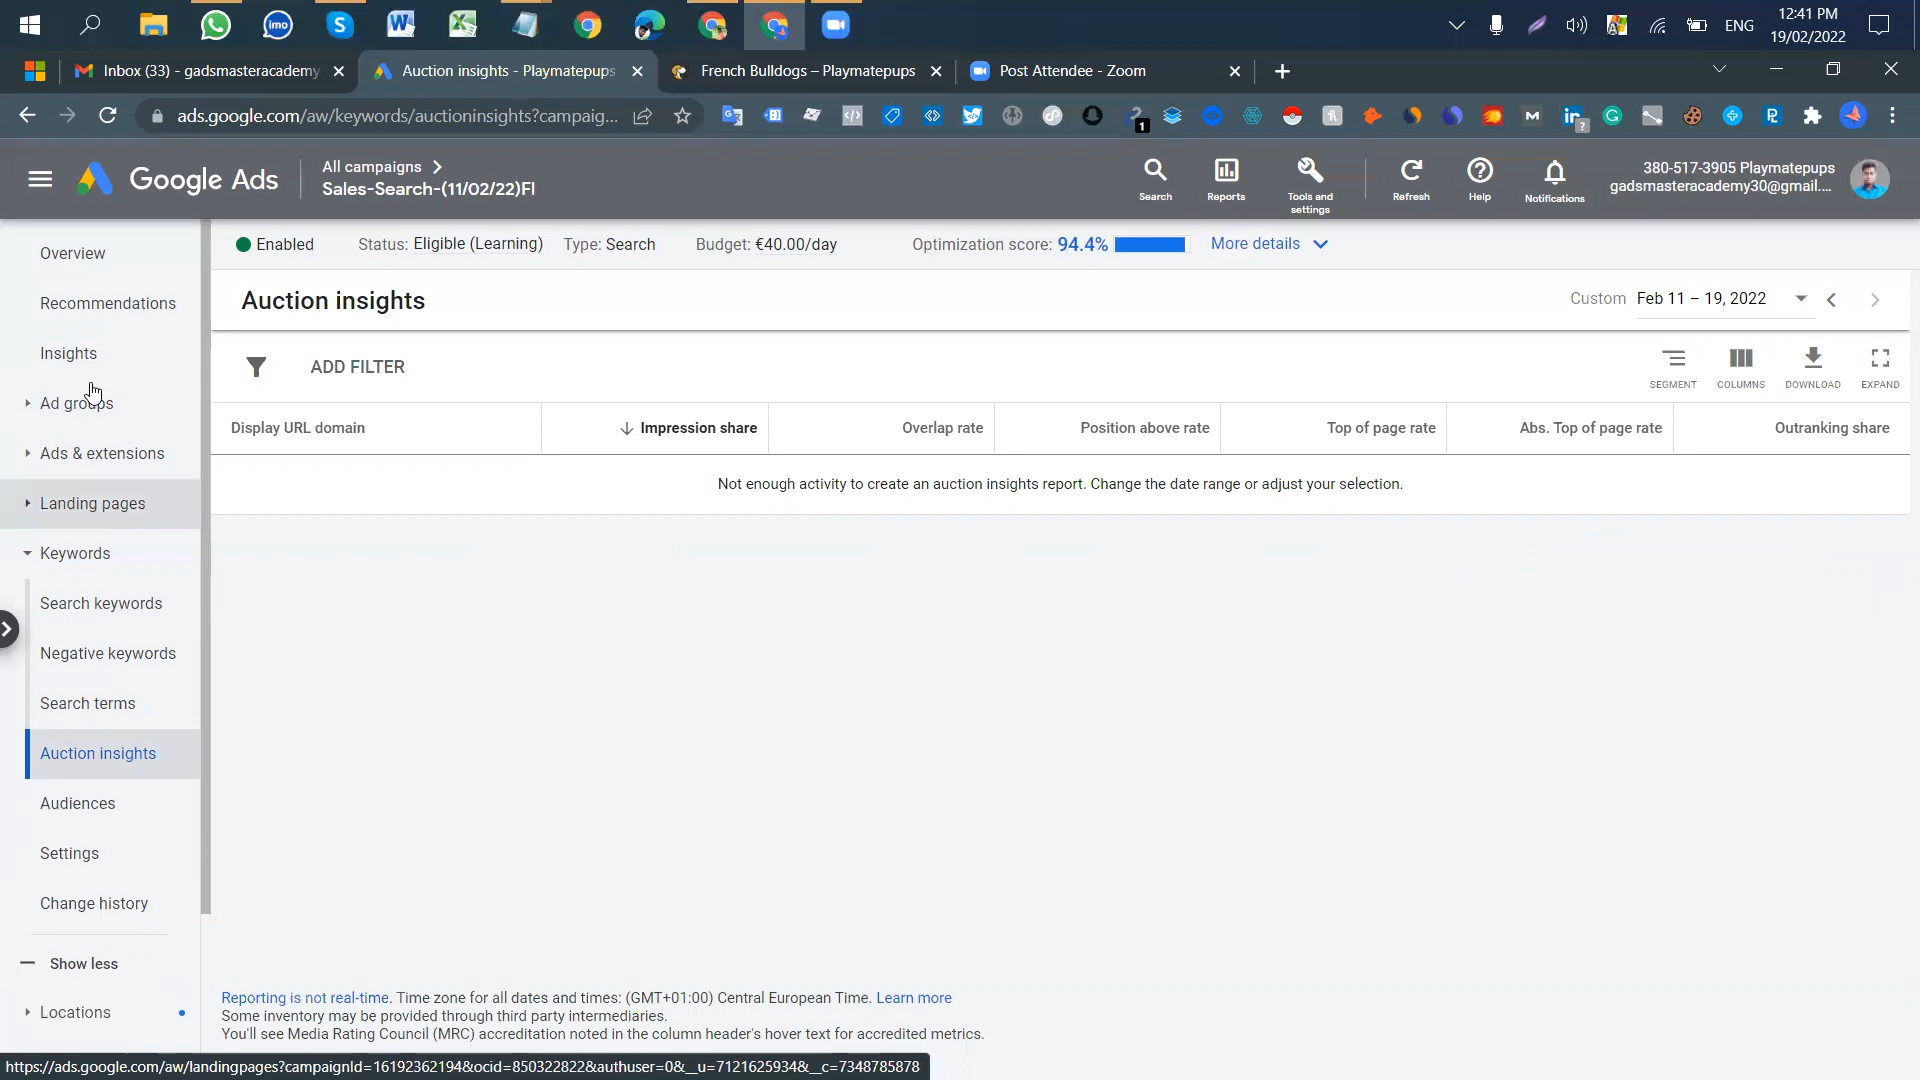 imo
ENG
12:41 PM
19/02/2022
Inbox (33) - gadsmasteracademy
Auction insights - Playmatepups
French Bulldogs – Playmatepups
Post Attendee - Zoom
ads.google.com/aw/keywords/auctioninsights?campaig...
1
Google Ads
All campaigns
Sales-Search-(11/02/22)FI
Search
Reports
Tools and settings
Refresh
Help
Notifications
380-517-3905 Playmatepups
gadsmasteracademy30@gmail....
Overview
Recommendations
Insights
Ad groups
Ads & extensions
Landing pages
Keywords
Search keywords
Negative keywords
Search terms
Auction insights
Audiences
Settings
Change history
Show less
Locations
Enabled
Status: Eligible (Learning)
Type: Search
Budget: €40.00/day
Optimization score: 94.4%
More details
Auction insights
Custom
Feb 11 – 19, 2022
ADD FILTER
SEGMENT
COLUMNS
DOWNLOAD
EXPAND
Display URL domain
Impression share
Overlap rate
Position above rate
Top of page rate
Abs. Top of page rate
Outranking share
Not enough activity to create an auction insights report. Change the date range or adjust your selection.
Reporting is not real-time. Time zone for all dates and times: (GMT+01:00) Central European Time. Learn more
Some inventory may be provided through third party intermediaries.
You'll see Media Rating Council (MRC) accreditation noted in the column header's hover text for accredited metrics.
https://ads.google.com/aw/landingpages?campaignId=16192362194&ocid=850322822&authuser=0&__u=7121625934&__c=7348785878